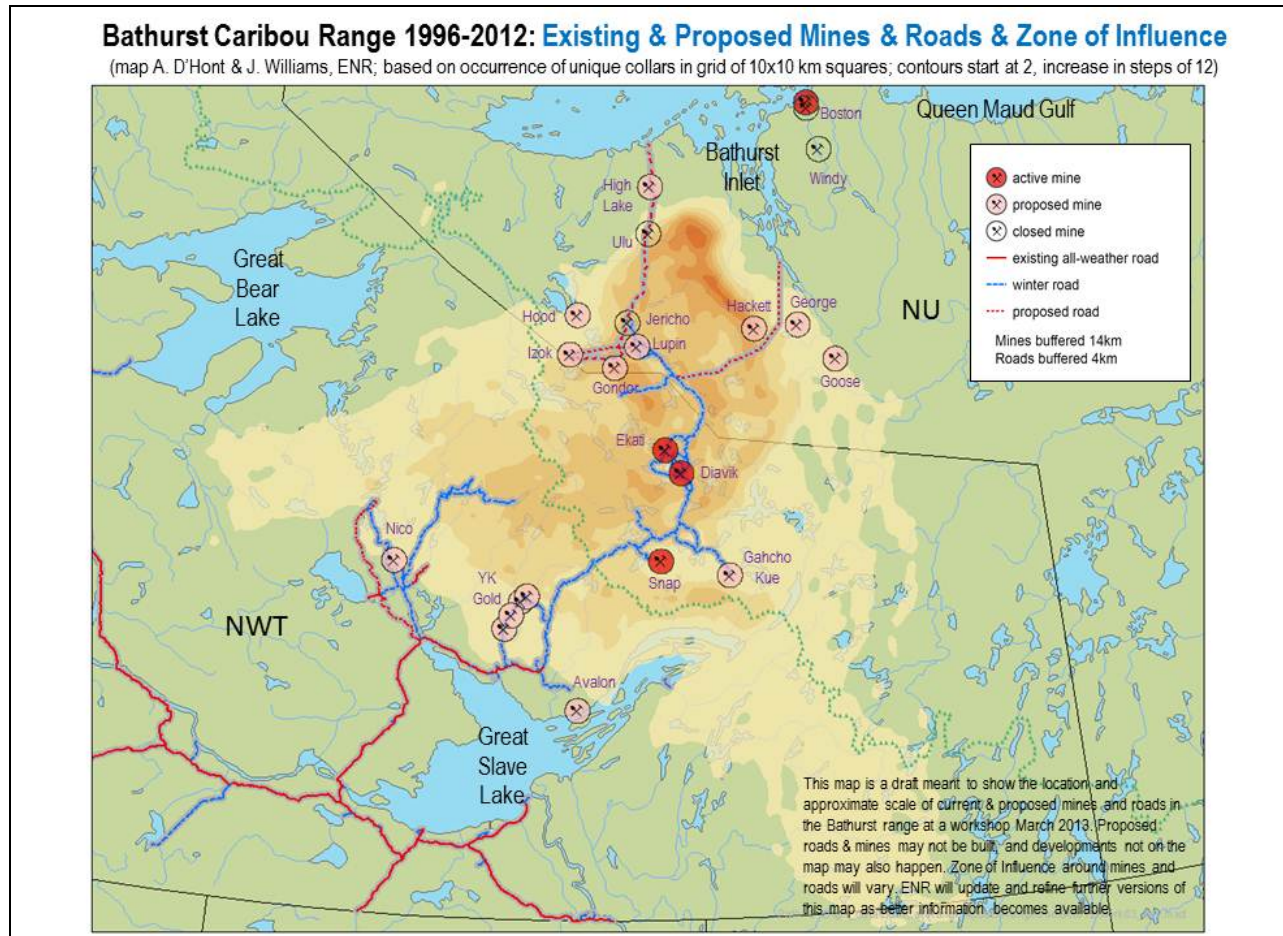 Bathurst Caribou Range 1996-2012: Existing & Proposed Mines & Roads & Zone of Influence
(map A. D'Hont & J. Williams, ENR; based on occurrence of unique collars in grid of 10x10 km squares; contours start at 2, increase in steps of 12)
Boston
Queen Maud Gulf
Bathurst
Inlet
Windy
active mine
proposed mine
closed mine
existing all-weather road
winter road
proposed road
Mines buffered 14km
Roads buffered 4km
High
Lake
Ulu
Great
Bear
Lake
Hood
Jericho
Hackett
George
NU
Izok
Lupin
Gondor
Goose
Ekati
Diavik
Nico
Snap
Gahcho
Kue
YK
Gold
NWT
Avalon
Great
Slave
Lake
This map is a draft meant to show the location and
approximate scale of current & proposed mines and roads in
the Bathurst range at a workshop March 2013. Proposed
roads & mines may not be built, and developments not on the
map may also happen. Zone of Influence around mines and
roads will vary. ENR will update and refine further versions of
this map as better information becomes available.